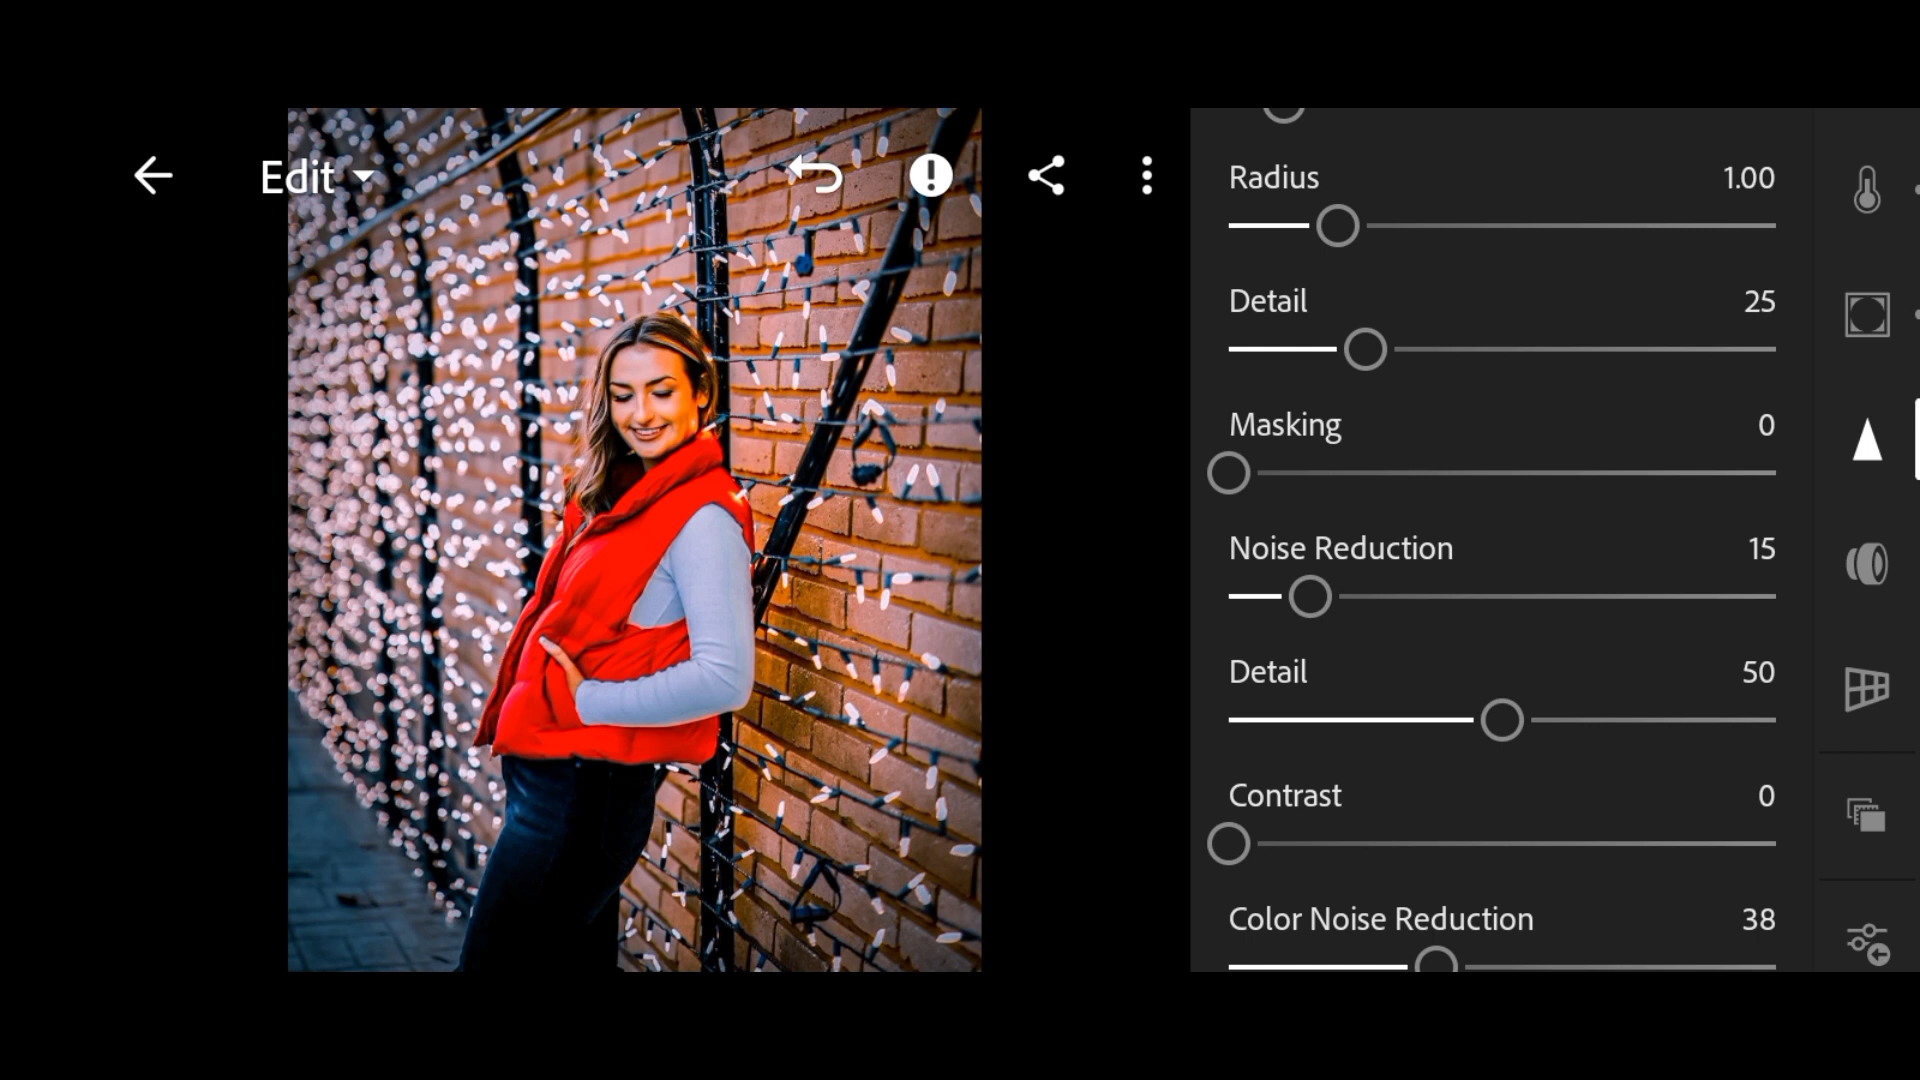 Edit
Radius 1.00
Detail 25
Masking 0
Noise Reduction 15
Detail 50
Contrast 0
Color Noise Reduction 38